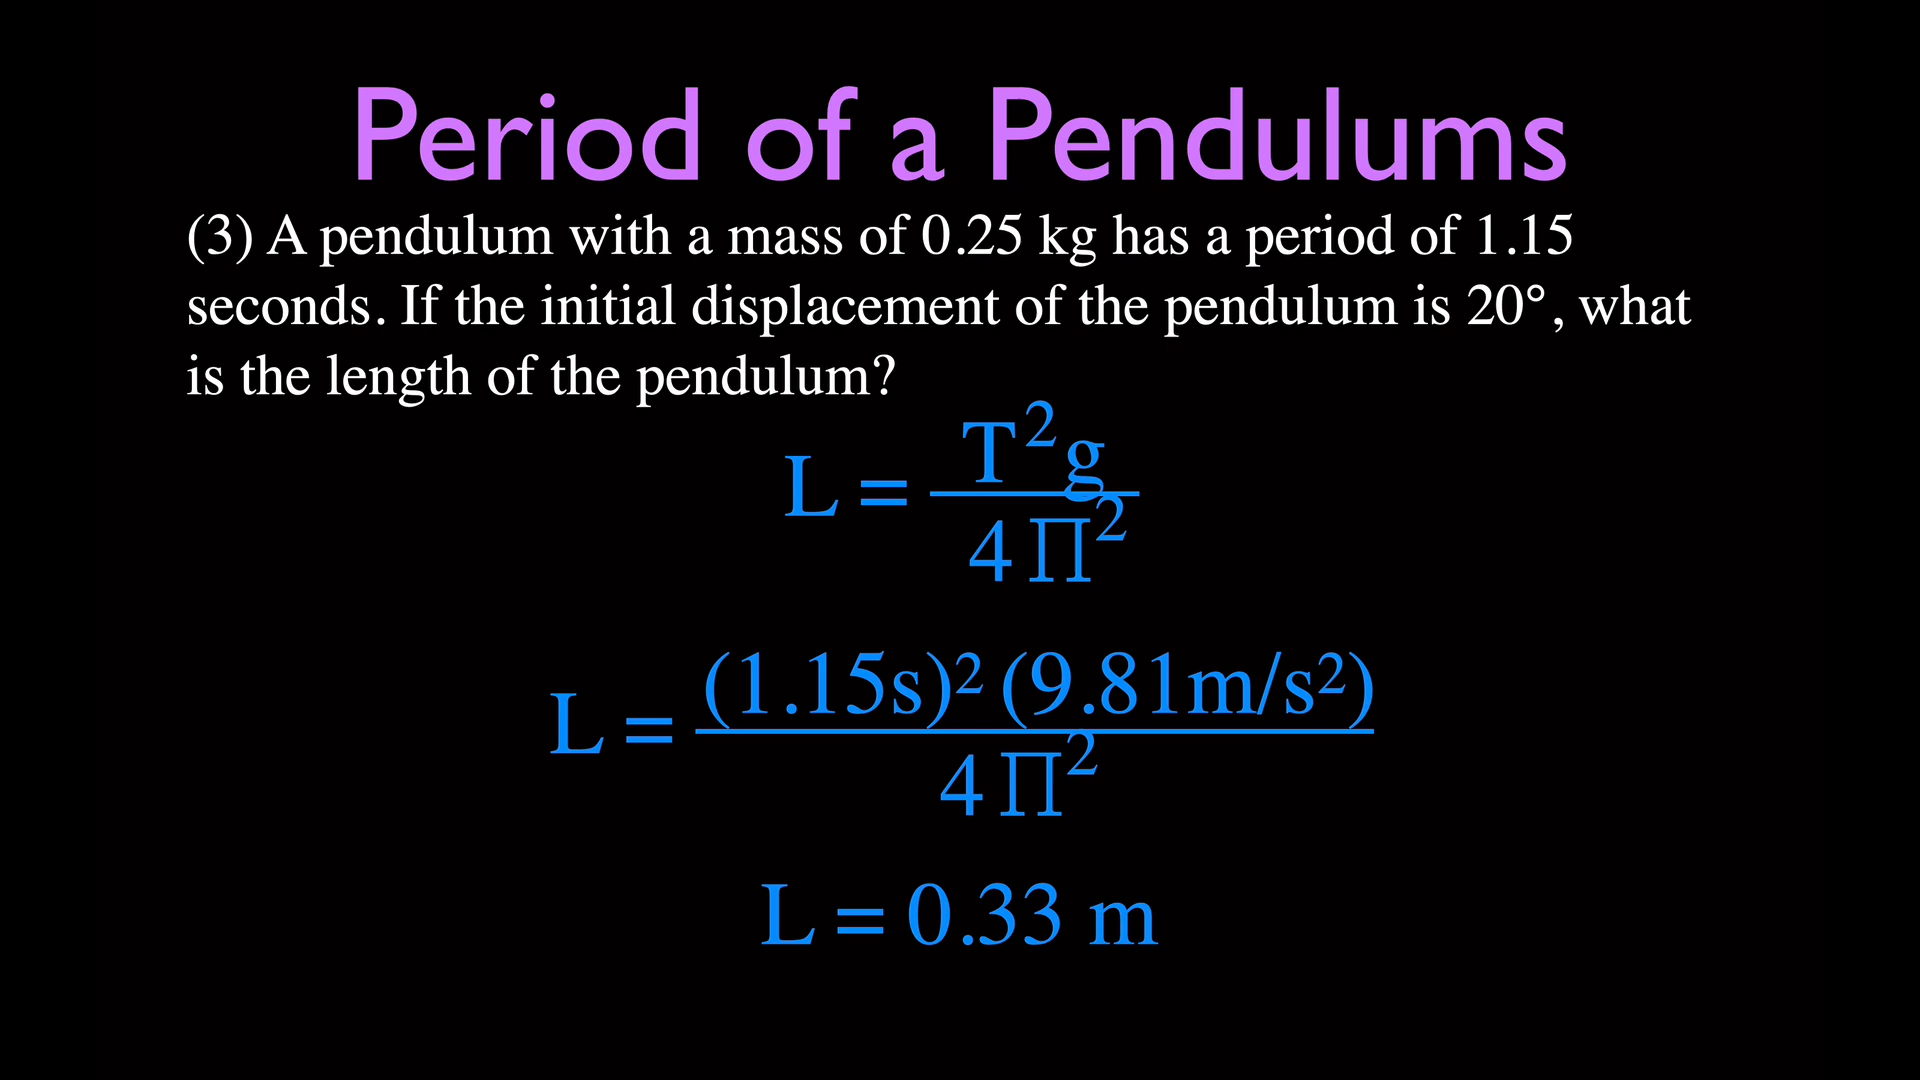 Period of a Pendulums
(3) A pendulum with a mass of 0.25 kg has a period of 1.15
seconds. If the initial displacement of the pendulum is 20°, what
is the length of the pendulum?
L = T²g / 4Π²
L = (1.15s)² (9.81m/s²) / 4Π²
L = 0.33 m